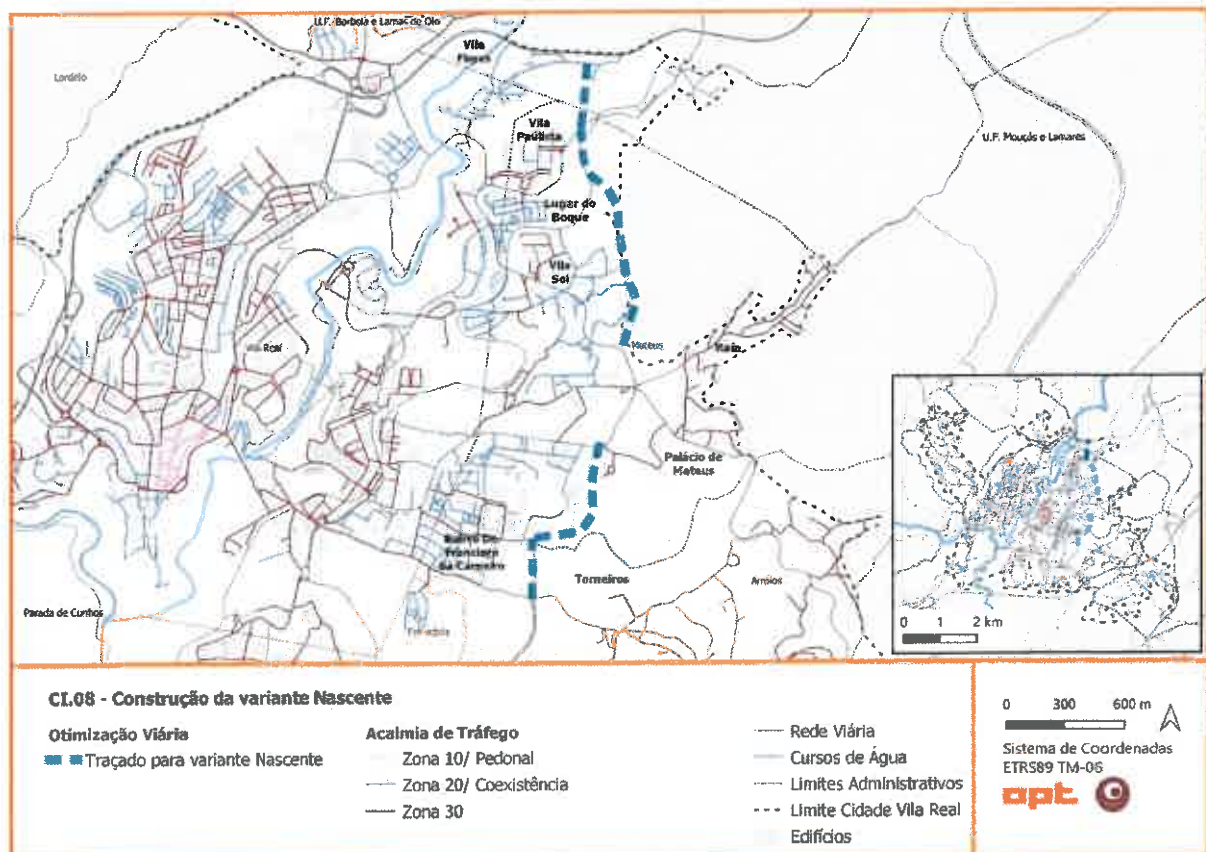 U.F. Borbela e Lamas de Olo
Vila
Lordelo
U.F. Mouçós e Lamares
Vila
Paulista
Lugar do
Boque
Vila
Sol
Mateus
Real
Palácio de
Mateus
Bairro Dr.
Francisco
Sá Carneiro
Torneiros
Arroios
Parada de Cunhos
0 1 2 km
CI.08 - Construção da variante Nascente
Otimização Viária
Traçado para variante Nascente
Acalmia de Tráfego
Zona 10/ Pedonal
Zona 20/ Coexistência
Zona 30
Rede Viária
Cursos de Água
Limites Administrativos
Limite Cidade Vila Real
Edifícios
0 300 600 m
Sistema de Coordenadas
ETRS89 TM-06
opt